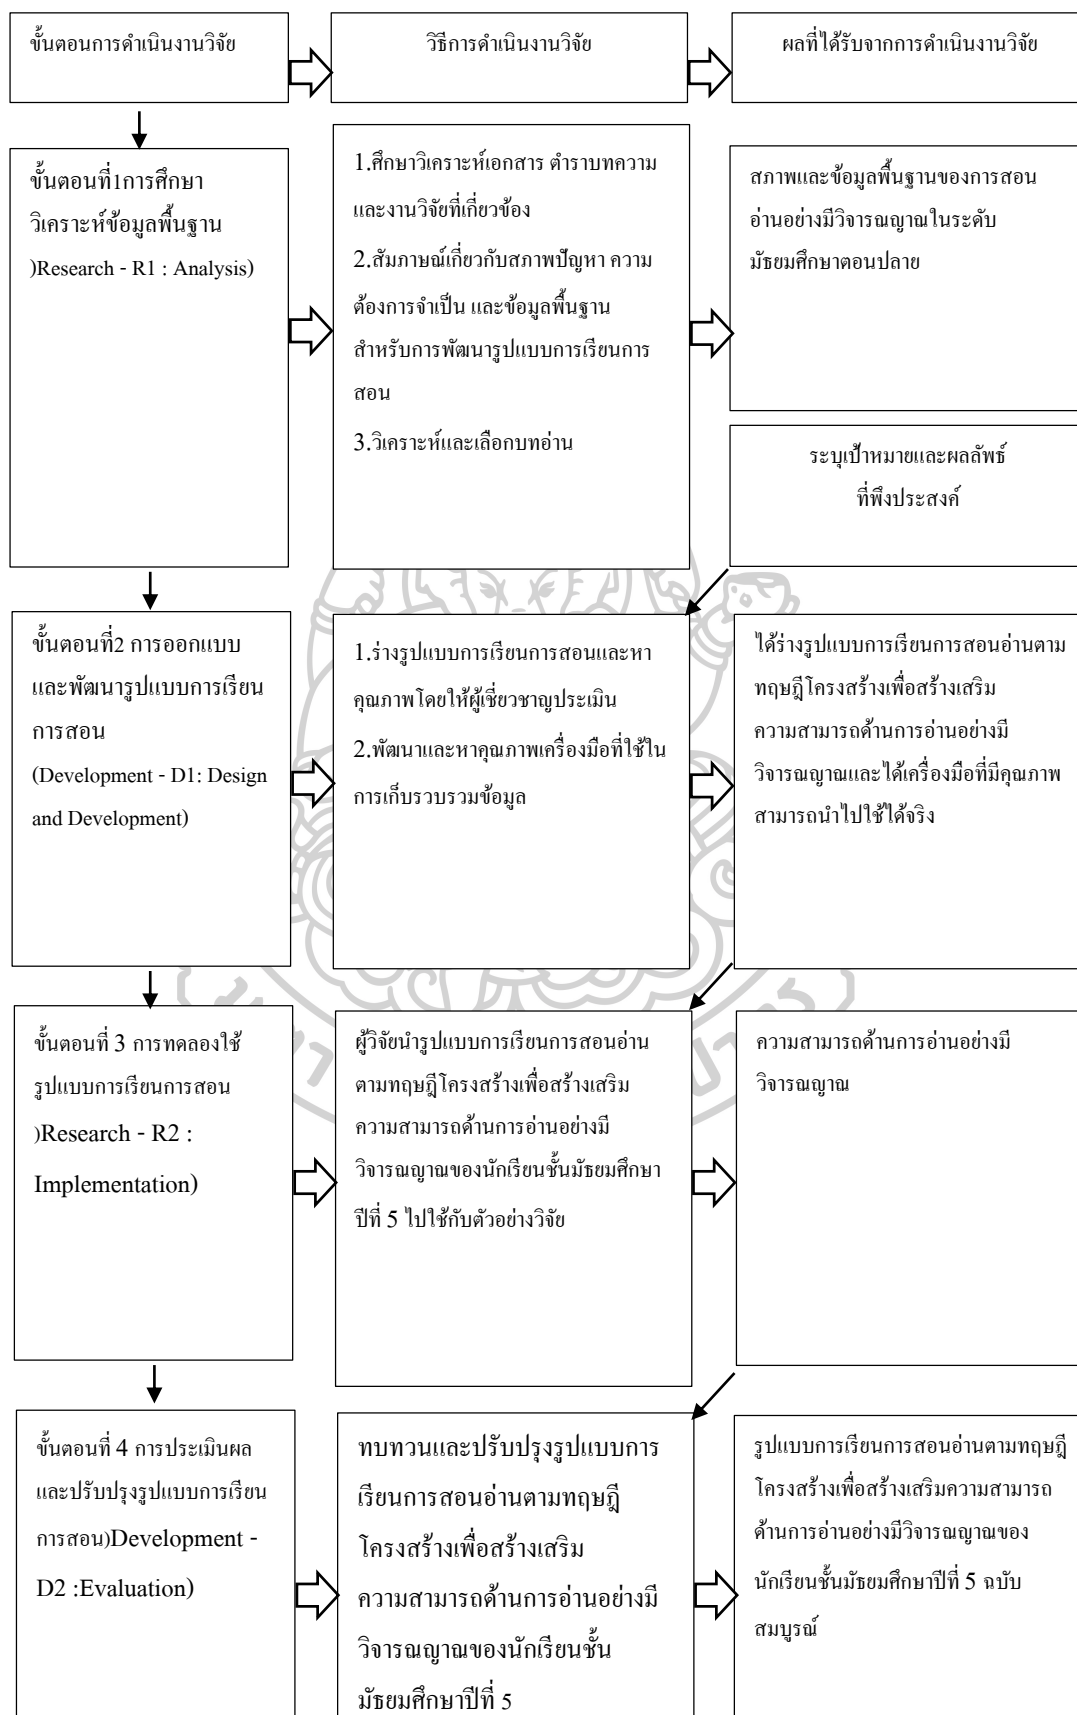 ขั้นตอนการดำเนินงานวิจัย
วิธีการดำเนินงานวิจัย
ผลที่ได้รับจากการดำเนินงานวิจัย
ขั้นตอนที่1การศึกษา
วิเคราะห์ข้อมูลพื้นฐาน
)Research - R1 : Analysis)
1.ศึกษาวิเคราะห์เอกสาร ตำราบทความ
และงานวิจัยที่เกี่ยวข้อง
2.สัมภาษณ์เกี่ยวกับสภาพปัญหา ความ
ต้องการจำเป็น และข้อมูลพื้นฐาน
สำหรับการพัฒนารูปแบบการเรียนการ
สอน
3.วิเคราะห์และเลือกบทอ่าน
สภาพและข้อมูลพื้นฐานของการสอน
อ่านอย่างมีวิจารณญาณในระดับ
มัธยมศึกษาตอนปลาย
ระบุเป้าหมายและผลลัพธ์
ที่พึงประสงค์
ขั้นตอนที่2 การออกแบบ
และพัฒนารูปแบบการเรียน
การสอน
(Development - D1: Design
and Development)
1.ร่างรูปแบบการเรียนการสอนและหา
คุณภาพโดยให้ผู้เชี่ยวชาญประเมิน
2.พัฒนาและหาคุณภาพเครื่องมือที่ใช้ใน
การเก็บรวบรวมข้อมูล
ได้ร่างรูปแบบการเรียนการสอนอ่านตาม
ทฤษฎีโครงสร้างเพื่อสร้างเสริม
ความสามารถด้านการอ่านอย่างมี
วิจารณญาณและได้เครื่องมือที่มีคุณภาพ
สามารถนำไปใช้ได้จริง
ขั้นตอนที่ 3 การทดลองใช้
รูปแบบการเรียนการสอน
)Research - R2 :
Implementation)
ผู้วิจัยนำรูปแบบการเรียนการสอนอ่าน
ตามทฤษฎีโครงสร้างเพื่อสร้างเสริม
ความสามารถด้านการอ่านอย่างมี
วิจารณญาณของนักเรียนชั้นมัธยมศึกษา
ปีที่ 5 ไปใช้กับตัวอย่างวิจัย
ความสามารถด้านการอ่านอย่างมี
วิจารณญาณ
ขั้นตอนที่ 4 การประเมินผล
และปรับปรุงรูปแบบการเรียน
การสอน)Development -
D2 :Evaluation)
ทบทวนและปรับปรุงรูปแบบการ
เรียนการสอนอ่านตามทฤษฎี
โครงสร้างเพื่อสร้างเสริม
ความสามารถด้านการอ่านอย่างมี
วิจารณญาณของนักเรียนชั้น
มัธยมศึกษาปีที่ 5
รูปแบบการเรียนการสอนอ่านตามทฤษฎี
โครงสร้างเพื่อสร้างเสริมความสามารถ
ด้านการอ่านอย่างมีวิจารณญาณของ
นักเรียนชั้นมัธยมศึกษาปีที่ 5 ฉบับ
สมบูรณ์